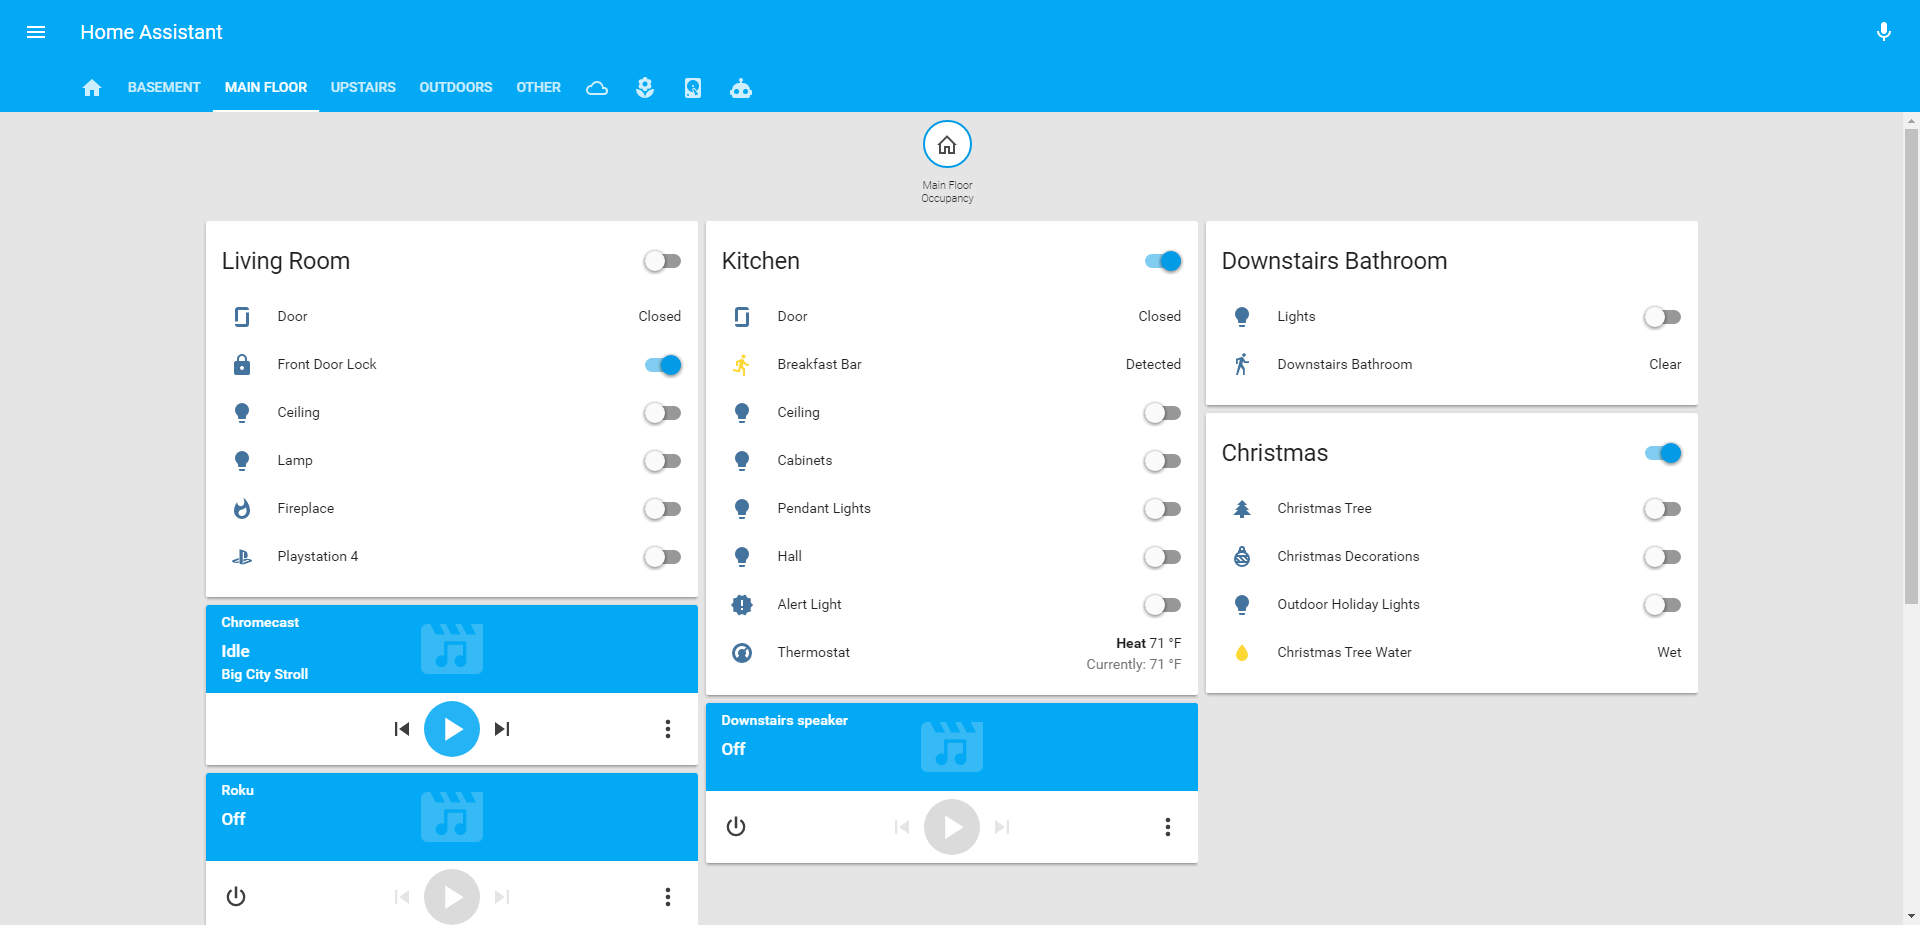 Home Assistant
BASEMENT MAIN FLOOR UPSTAIRS OUTDOORS OTHER
Main Floor
Occupancy
Living Room
Door Closed
Front Door Lock
Ceiling
Lamp
Fireplace
Playstation 4
Chromecast
Idle
Big City Stroll
Roku
Off
Kitchen
Door Closed
Breakfast Bar Detected
Ceiling
Cabinets
Pendant Lights
Hall
Alert Light
Thermostat Heat 71 °F
Currently: 71 °F
Downstairs speaker
Off
Downstairs Bathroom
Lights
Downstairs Bathroom Clear
Christmas
Christmas Tree
Christmas Decorations
Outdoor Holiday Lights
Christmas Tree Water Wet